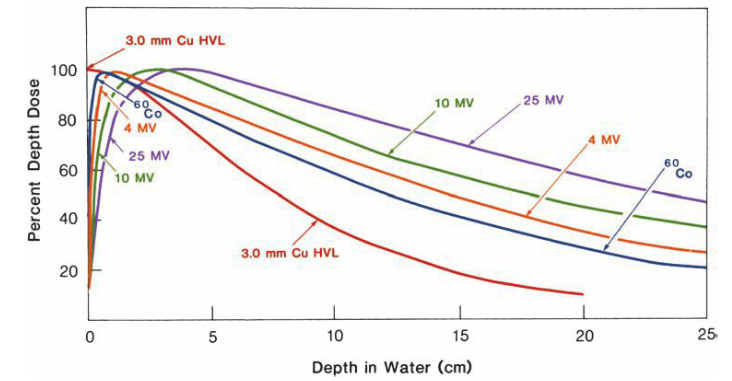 3.0 mm Cu HVL
100
80
60
40
20
Percent Depth Dose
60
Co
4 MV
25 MV
10 MV
10 MV
25 MV
4 MV
60
Co
3.0 mm Cu HVL
0 5 10 15 20 25
Depth in Water (cm)